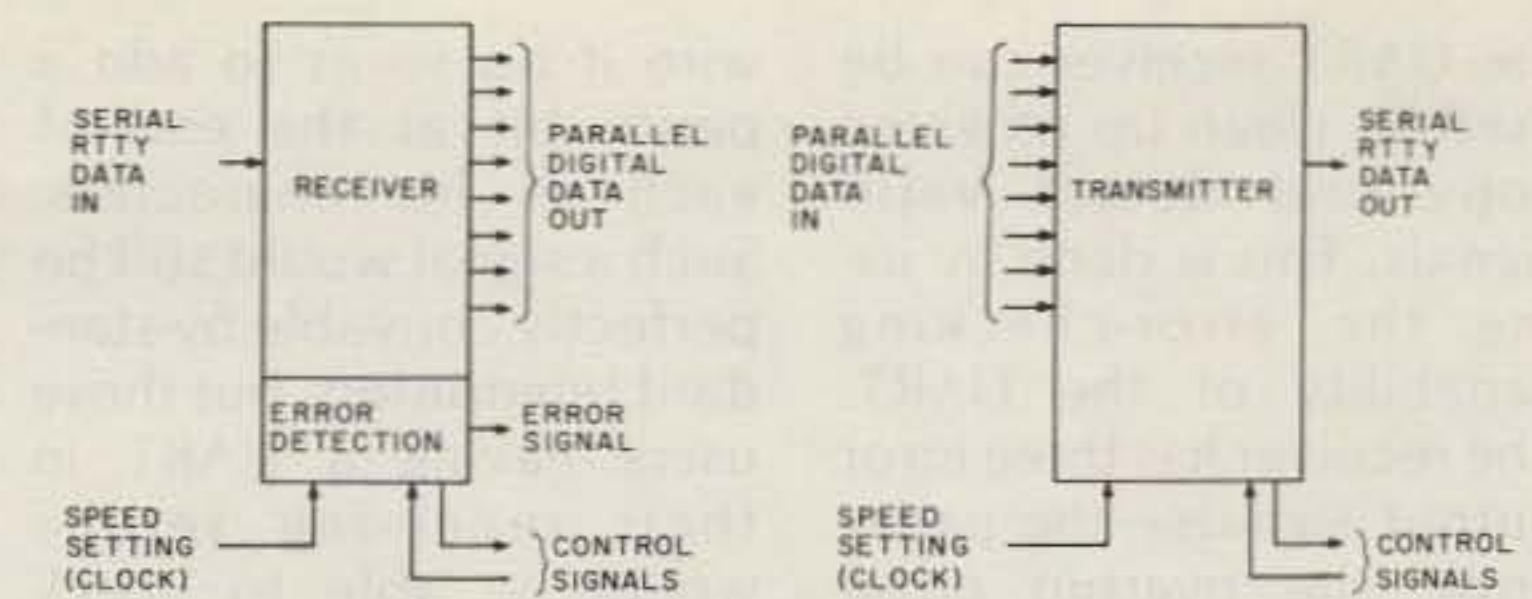 SERIAL
RTTY
DATA
IN
RECEIVER
PARALLEL
DIGITAL
DATA
OUT
ERROR
DETECTION
ERROR
SIGNAL
SPEED
SETTING
(CLOCK)
CONTROL
SIGNALS
PARALLEL
DIGITAL
DATA
IN
TRANSMITTER
SERIAL
RTTY
DATA
OUT
SPEED
SETTING
(CLOCK)
CONTROL
SIGNALS